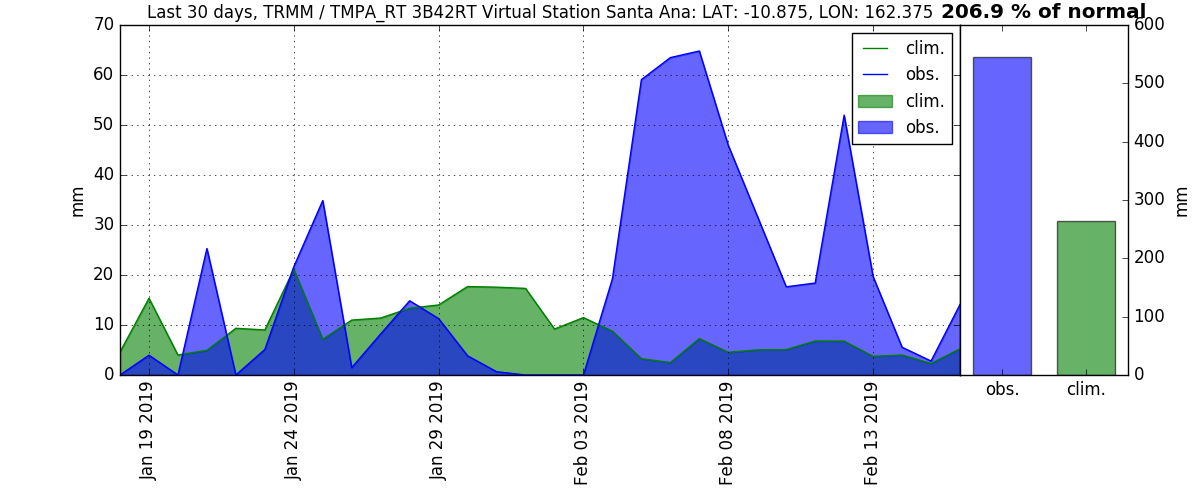 Last 30 days, TRMM / TMPA_RT 3B42RT Virtual Station Santa Ana: LAT: -10.875, LON: 162.375 206.9 % of normal
70
60
50
40
30
20
10
0
mm
Jan 19 2019
Jan 24 2019
Jan 29 2019
Feb 03 2019
Feb 08 2019
Feb 13 2019
clim.
obs.
clim.
obs.
600
500
400
300
200
100
0
mm
obs. clim.